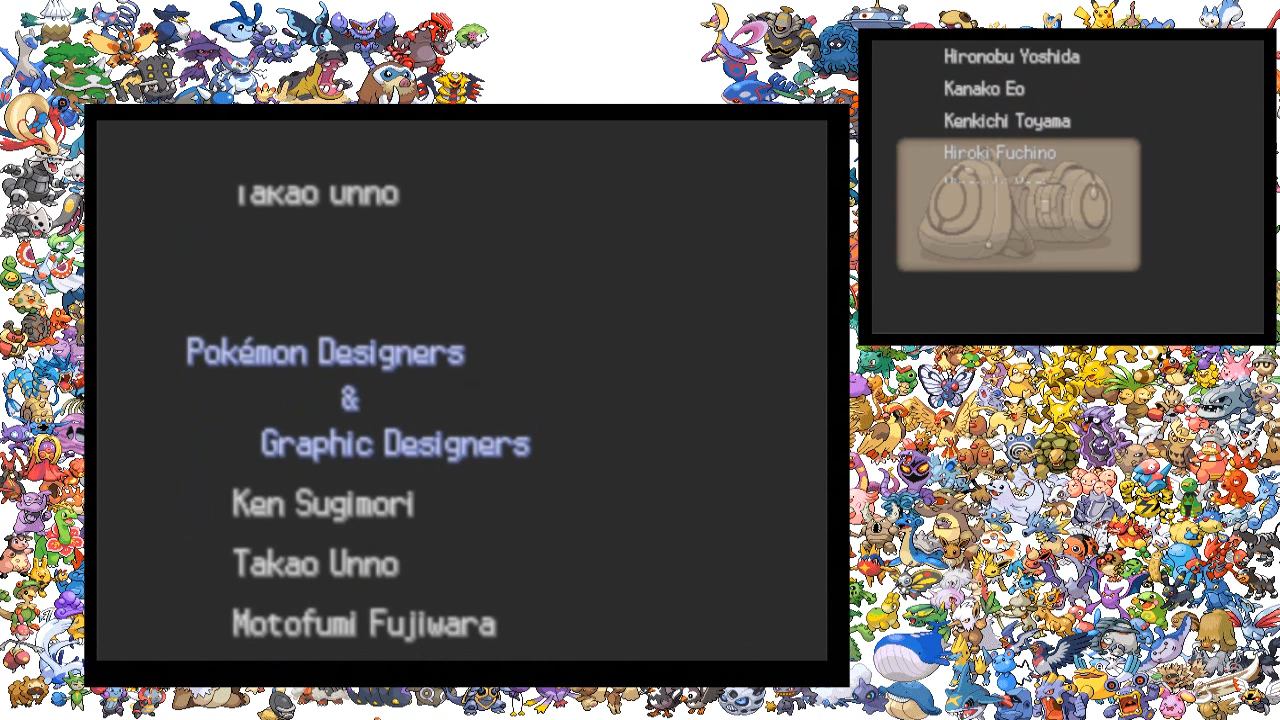 Takao Unno
Pokémon Designers
&
Graphic Designers
Ken Sugimori
Takao Unno
Motofumi Fujiwara
Hironobu Yoshida
Kanako Eo
Kenkichi Toyama
Hiroki Fuchino